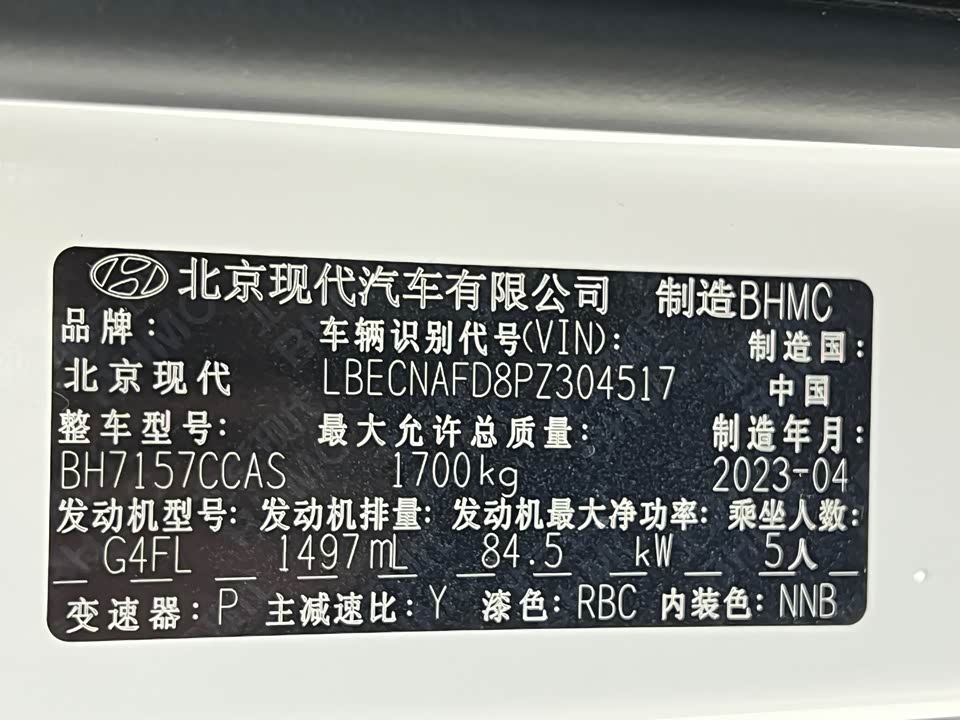 北京现代汽车有限公司 制造BHMC
品牌: 车辆识别代号(VIN): 制造国:
北京现代 LBECNAFD8PZ304517 中国
整车型号: 最大允许总质量: 制造年月:
BH7157CCAS 1700kg 2023-04
发动机型号: 发动机排量: 发动机最大净功率: 乘坐人数:
G4FL 1497mL 84.5 kW 5人
变速器: P 主减速比: Y 漆色: RBC 内装色: NNB